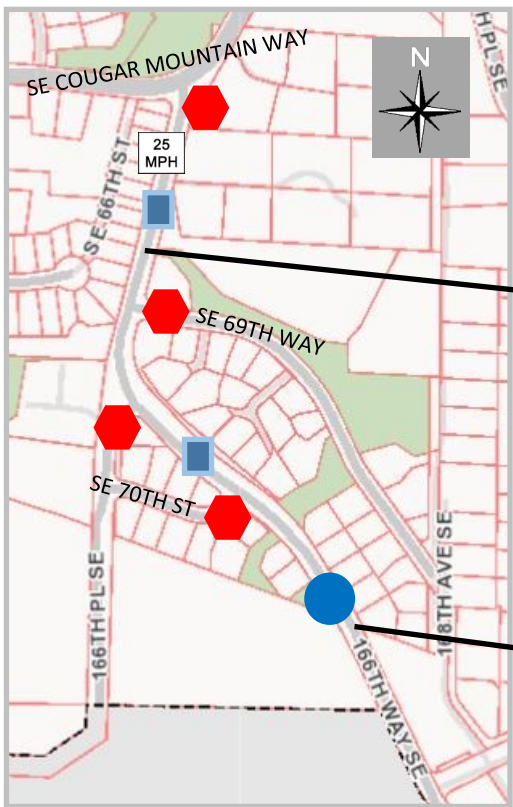 H PL SE
SE COUGAR MOUNTAIN WAY
N
25
MPH
SE 66TH ST
SE 69TH WAY
SE 70TH ST
166TH PL SE
168TH AVE SE
166TH WAY SE